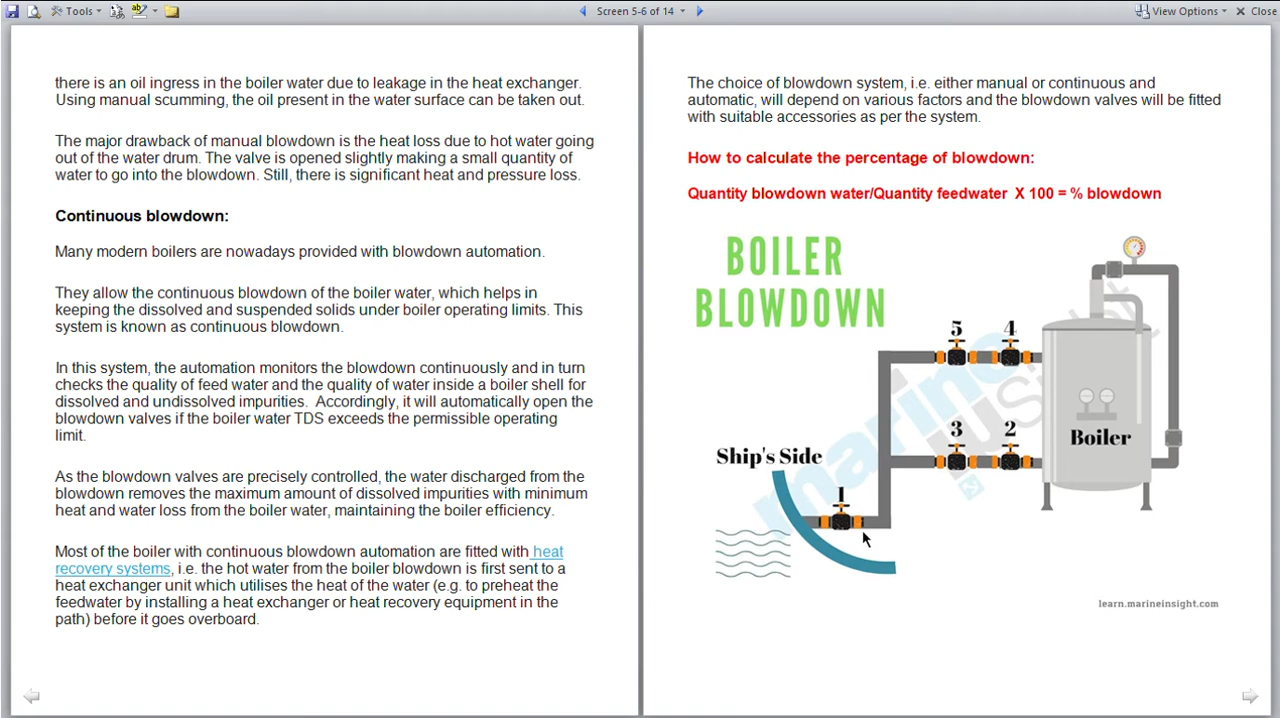 Tools
Screen 5-6 of 14
View Options
Close
there is an oil ingress in the boiler water due to leakage in the heat exchanger.
Using manual scumming, the oil present in the water surface can be taken out.
The major drawback of manual blowdown is the heat loss due to hot water going
out of the water drum. The valve is opened slightly making a small quantity of
water to go into the blowdown. Still, there is significant heat and pressure loss.
Continuous blowdown:
Many modern boilers are nowadays provided with blowdown automation.
They allow the continuous blowdown of the boiler water, which helps in
keeping the dissolved and suspended solids under boiler operating limits. This
system is known as continuous blowdown.
In this system, the automation monitors the blowdown continuously and in turn
checks the quality of feed water and the quality of water inside a boiler shell for
dissolved and undissolved impurities.  Accordingly, it will automatically open the
blowdown valves if the boiler water TDS exceeds the permissible operating
limit.
As the blowdown valves are precisely controlled, the water discharged from the
blowdown removes the maximum amount of dissolved impurities with minimum
heat and water loss from the boiler water, maintaining the boiler efficiency.
Most of the boiler with continuous blowdown automation are fitted with heat
recovery systems, i.e. the hot water from the boiler blowdown is first sent to a
heat exchanger unit which utilises the heat of the water (e.g. to preheat the
feedwater by installing a heat exchanger or heat recovery equipment in the
path) before it goes overboard.
The choice of blowdown system, i.e. either manual or continuous and
automatic, will depend on various factors and the blowdown valves will be fitted
with suitable accessories as per the system.
How to calculate the percentage of blowdown:
Quantity blowdown water/Quantity feedwater  X 100 = % blowdown
BOILER
BLOWDOWN
5 4
3 2
Boiler
Ship's Side
1
learn.marineinsight.com